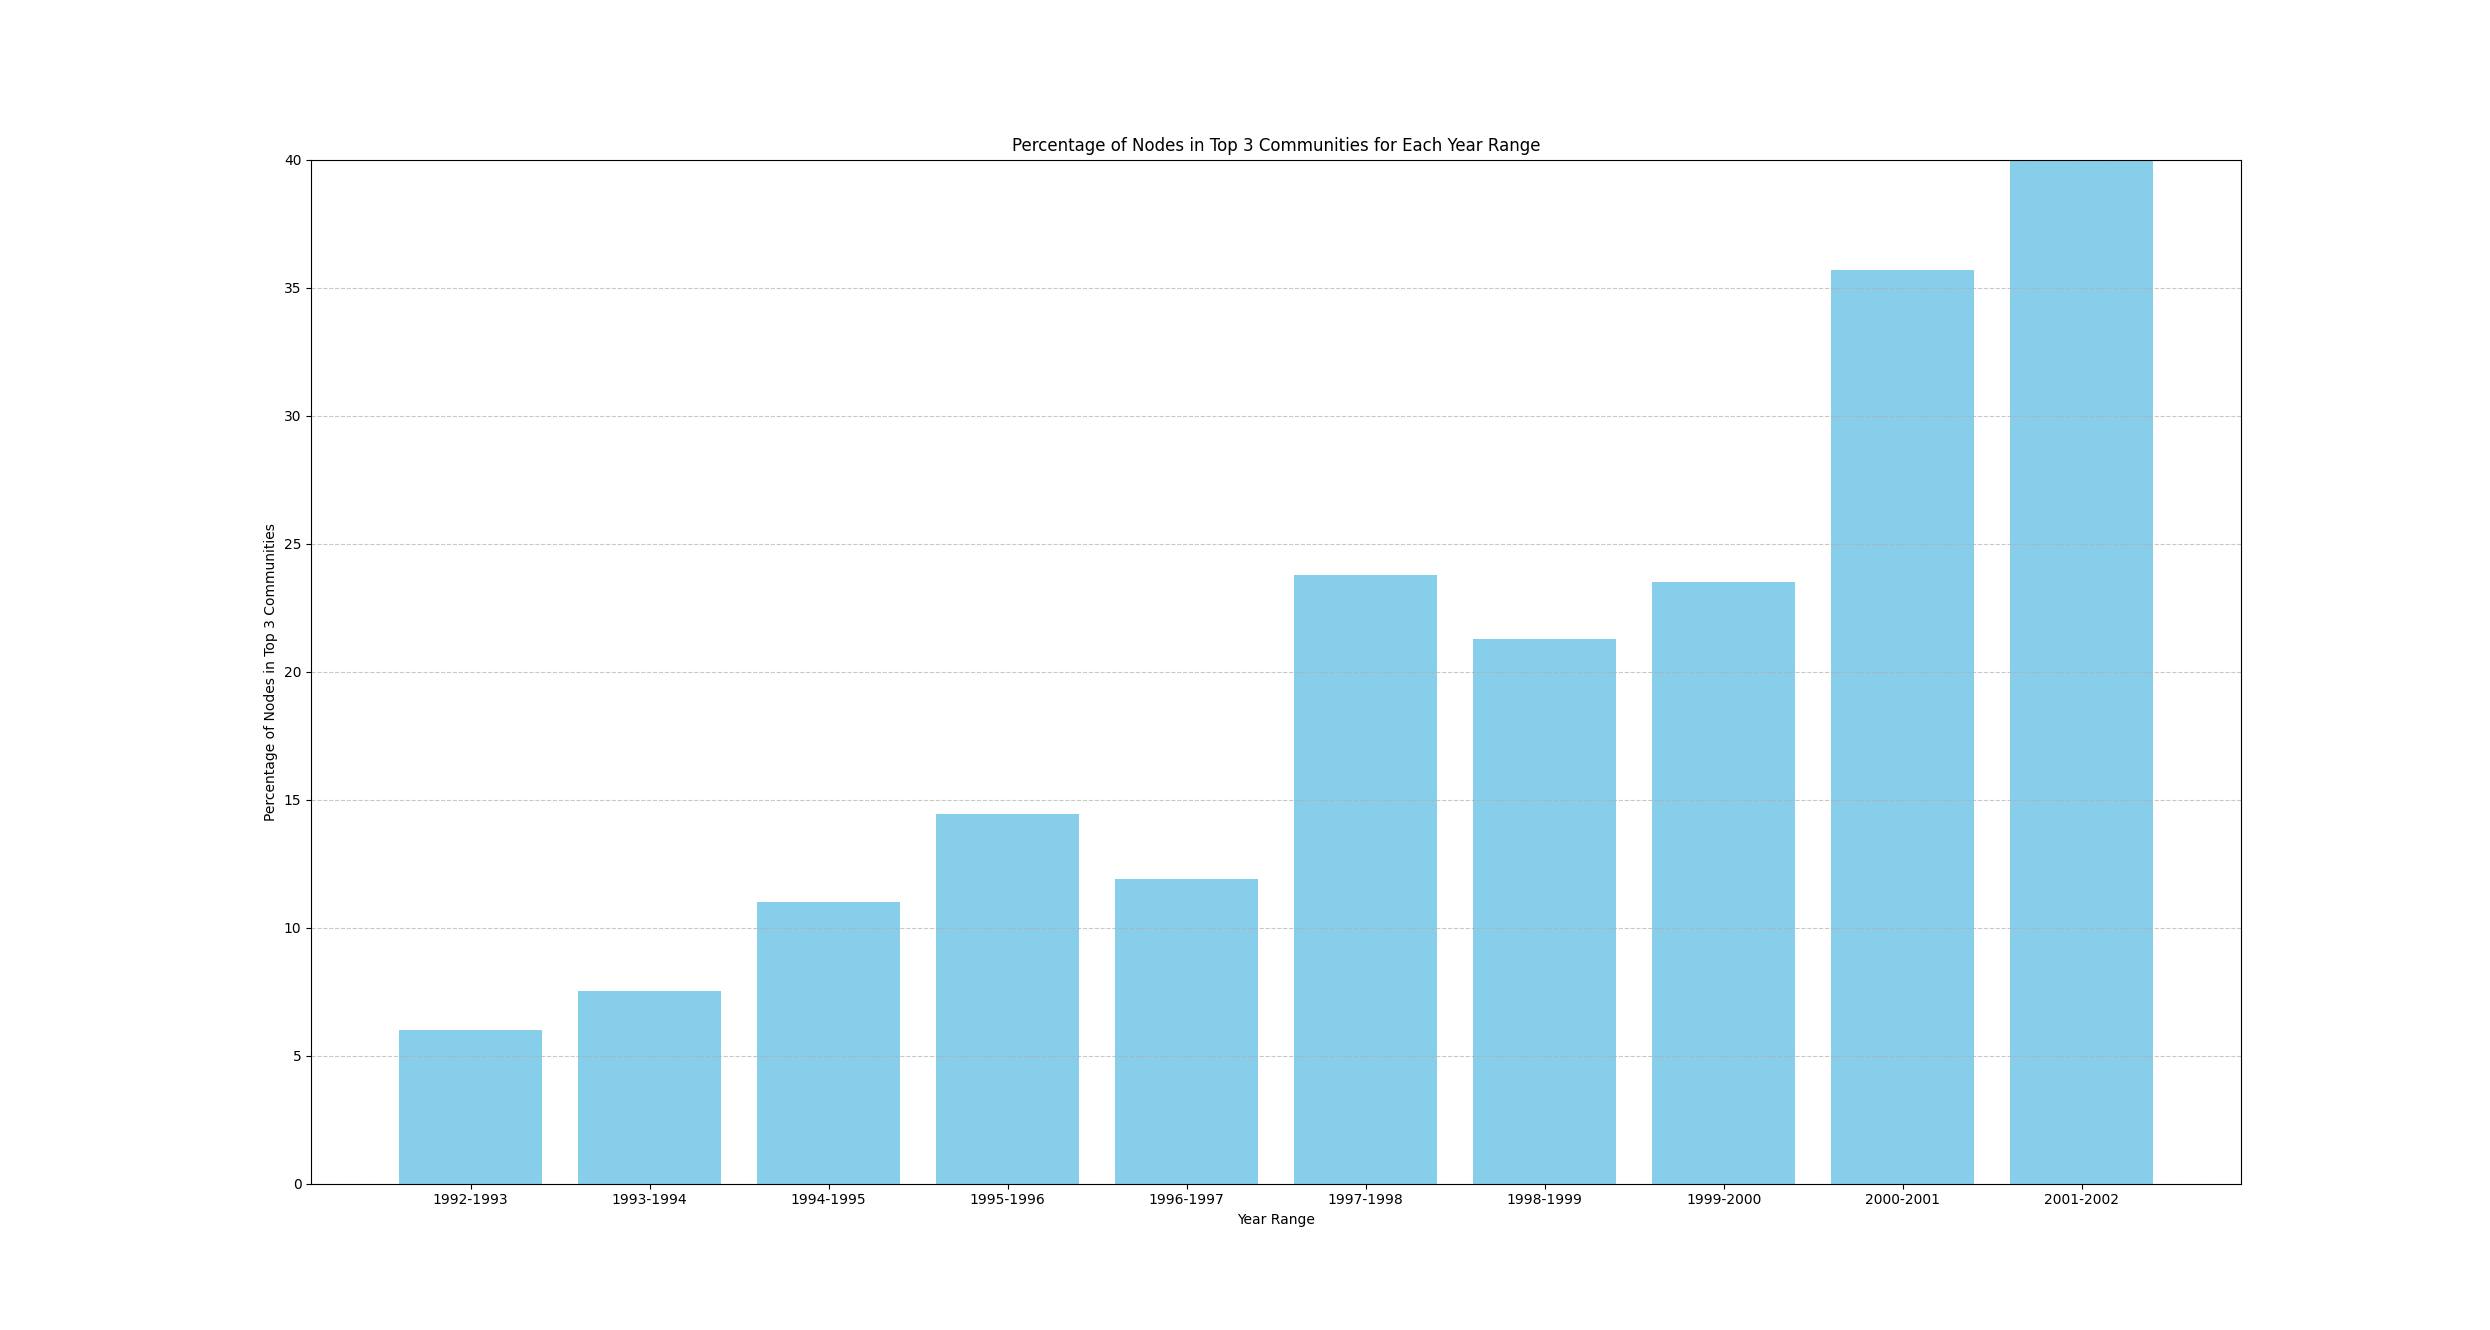 Percentage of Nodes in Top 3 Communities for Each Year Range
Percentage of Nodes in Top 3 Communities
40
35
30
25
20
15
10
5
0
1992-1993 1993-1994 1994-1995 1995-1996 1996-1997 1997-1998 1998-1999 1999-2000 2000-2001 2001-2002
Year Range